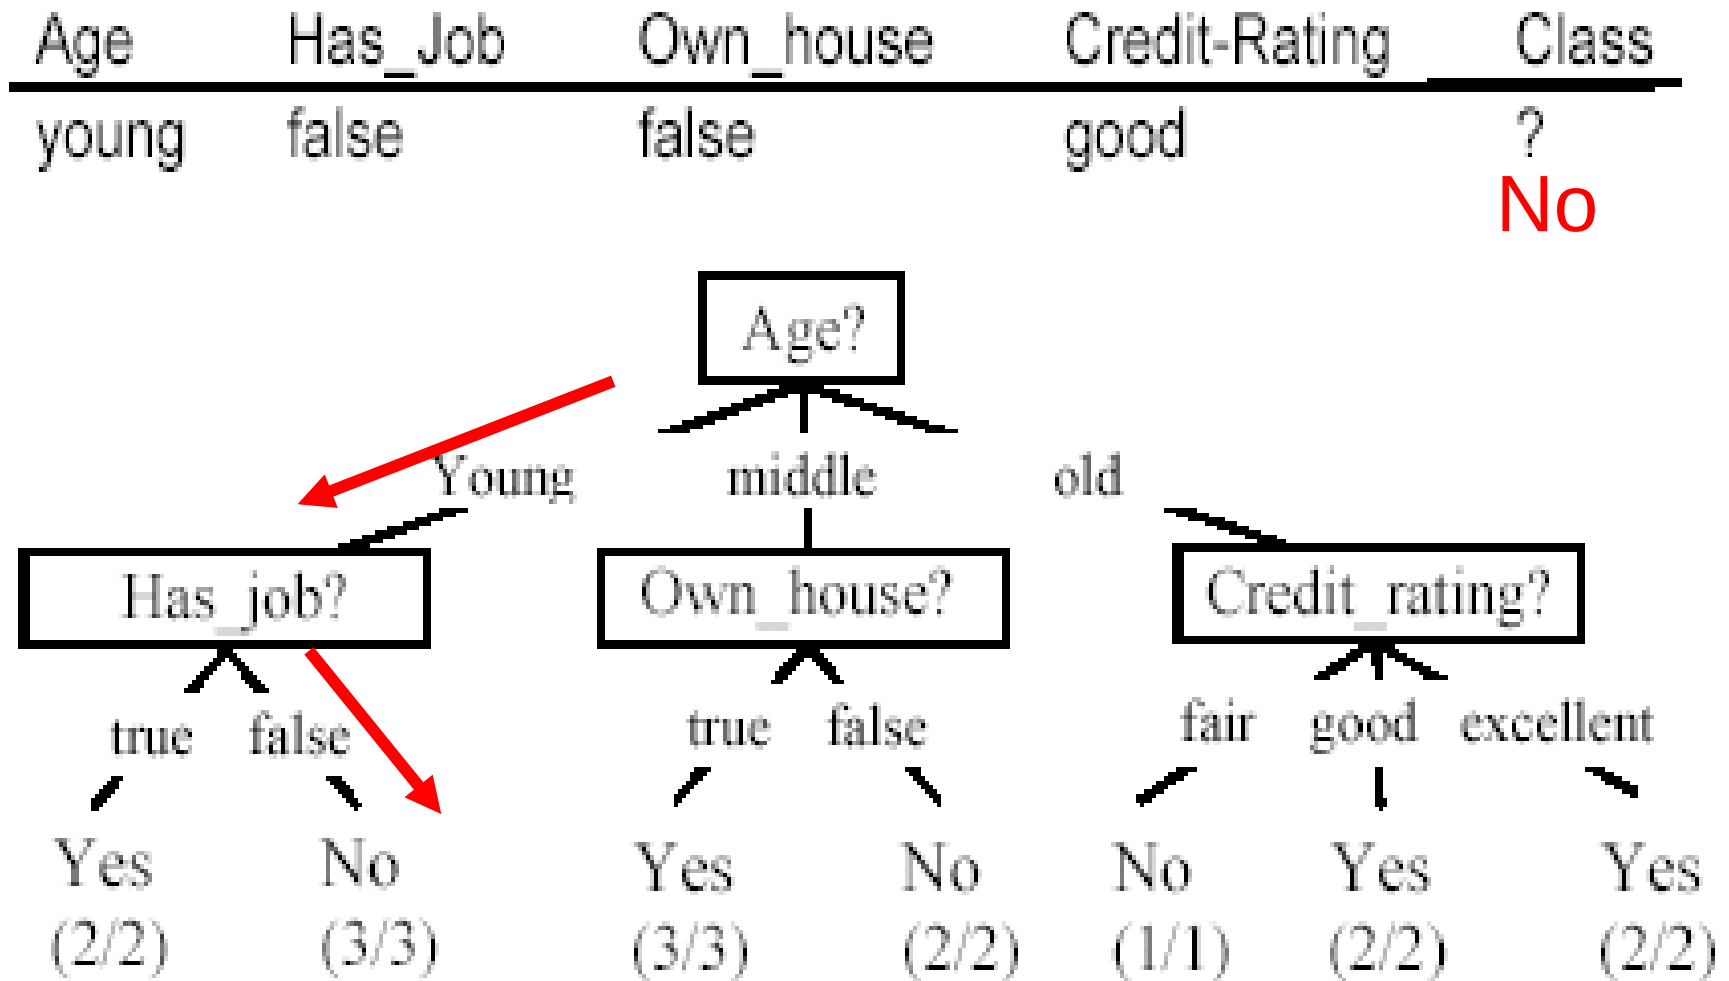 Age Has_Job Own_house Credit-Rating Class
young false false good ?
No
Age?
Young middle old
Has_job? Own_house? Credit_rating?
true false true false fair good excellent
Yes No Yes No No Yes Yes
(2/2) (3/3) (3/3) (2/2) (1/1) (2/2) (2/2)